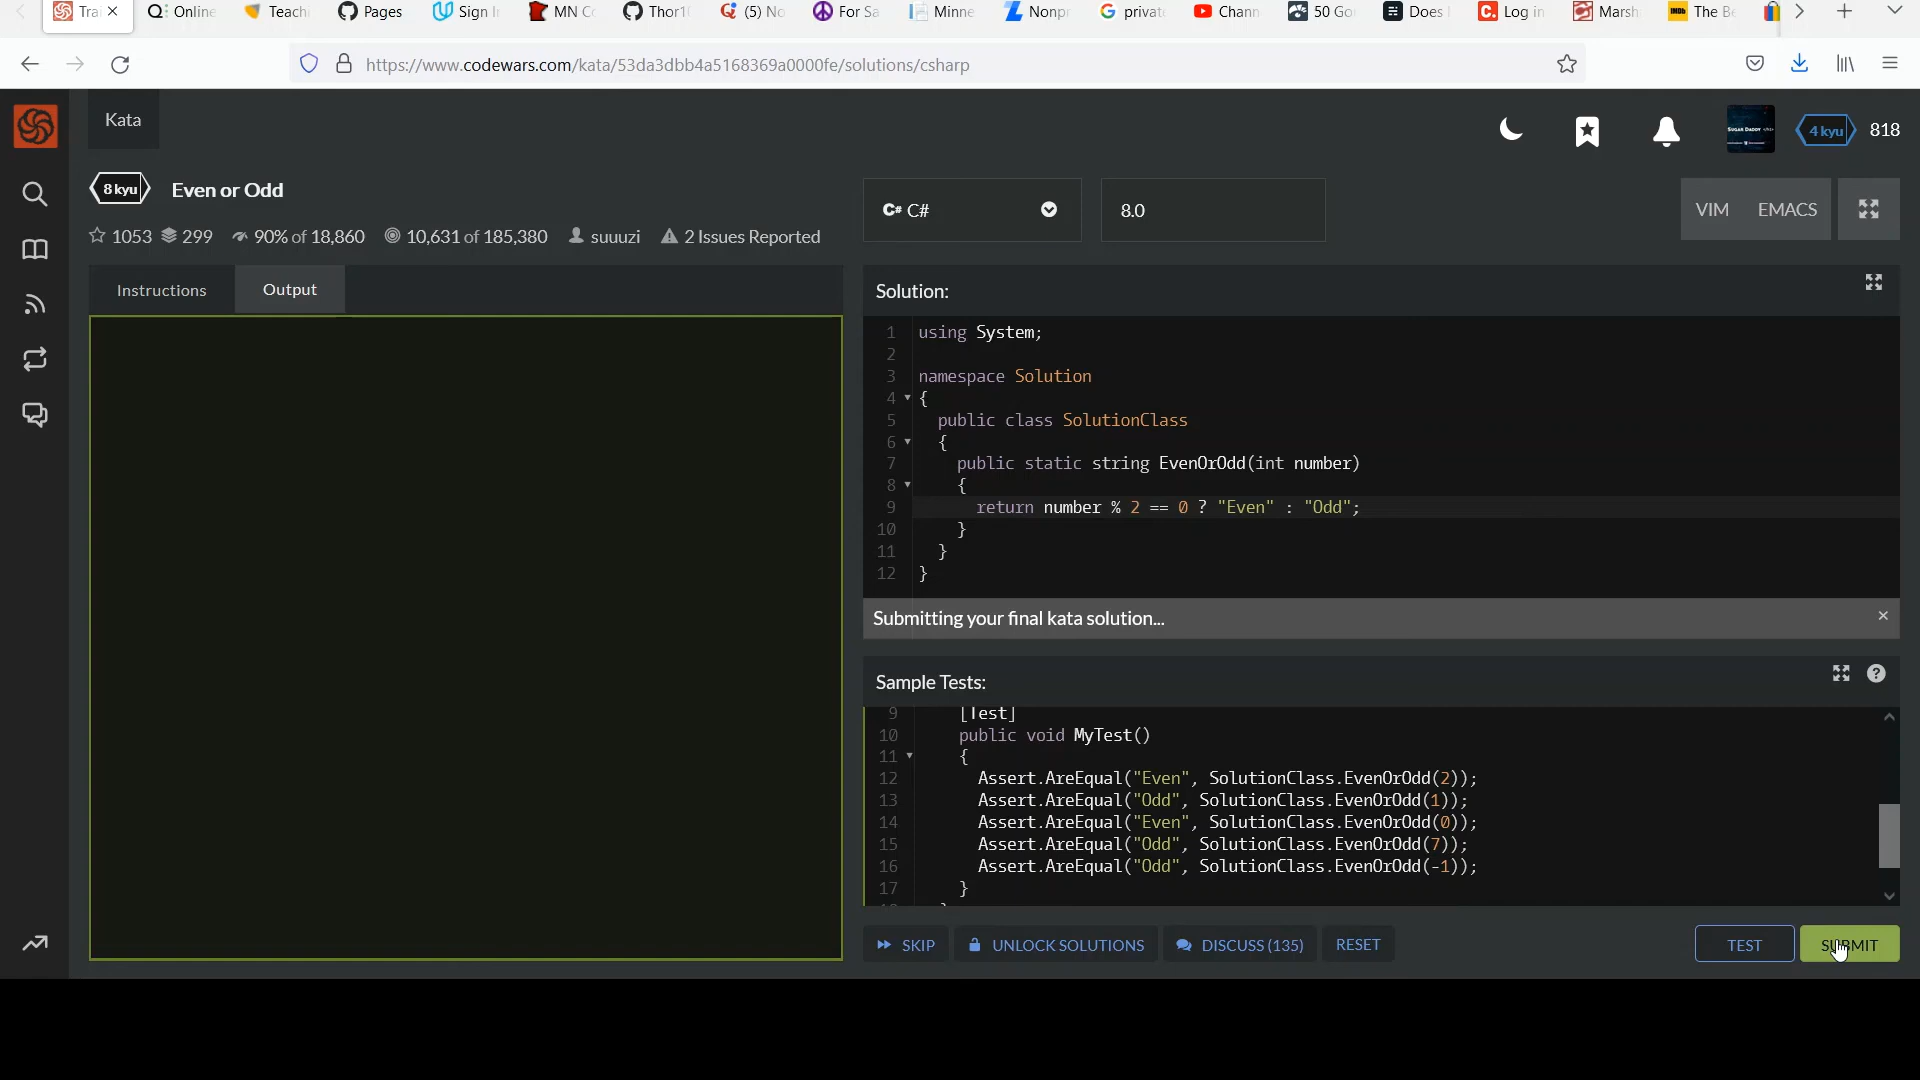 Tra
Online
Teach
Pages
Sign I
MN C
Thor1
(5) No
For Sa
Minne
Nonp
privat
Chann
50 Go
Does
Log in
Marsh
IMDb
The B
https://www.codewars.com/kata/53da3dbb4a5168369a0000fe/solutions/csharp
Kata
SUGAR DADDY
4 kyu
818
8 kyu
Even or Odd
1053 299 90% of 18,860 10,631 of 185,380 suuuzi 2 Issues Reported
C# C#
8.0
VIM
EMACS
Instructions
Output
Solution:
1 using System;
2
3 namespace Solution
4 {
5 public class SolutionClass
6 {
7 public static string EvenOrOdd(int number)
8 {
9 return number % 2 == 0 ? "Even" : "Odd";
10 }
11 }
12 }
Submitting your final kata solution...
Sample Tests:
9 [Test]
10 public void MyTest()
11 {
12 Assert.AreEqual("Even", SolutionClass.EvenOrOdd(2));
13 Assert.AreEqual("Odd", SolutionClass.EvenOrOdd(1));
14 Assert.AreEqual("Even", SolutionClass.EvenOrOdd(0));
15 Assert.AreEqual("Odd", SolutionClass.EvenOrOdd(7));
16 Assert.AreEqual("Odd", SolutionClass.EvenOrOdd(-1));
17 }
SKIP
UNLOCK SOLUTIONS
DISCUSS (135)
RESET
TEST
SUBMIT